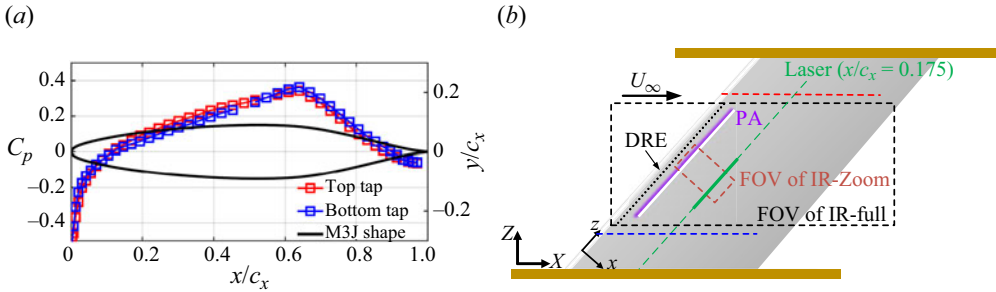 (a)
(b)
0.4
0.2
0
−0.2
−0.4
C_p
0.2
0
−0.2
y/c_x
Top tap
Bottom tap
M3J shape
0 0.2 0.4 0.6 0.8 1.0
x/c_x
Laser (x/c_x = 0.175)
U_∞
PA
DRE
FOV of IR-Zoom
FOV of IR-full
Z
z
X
x